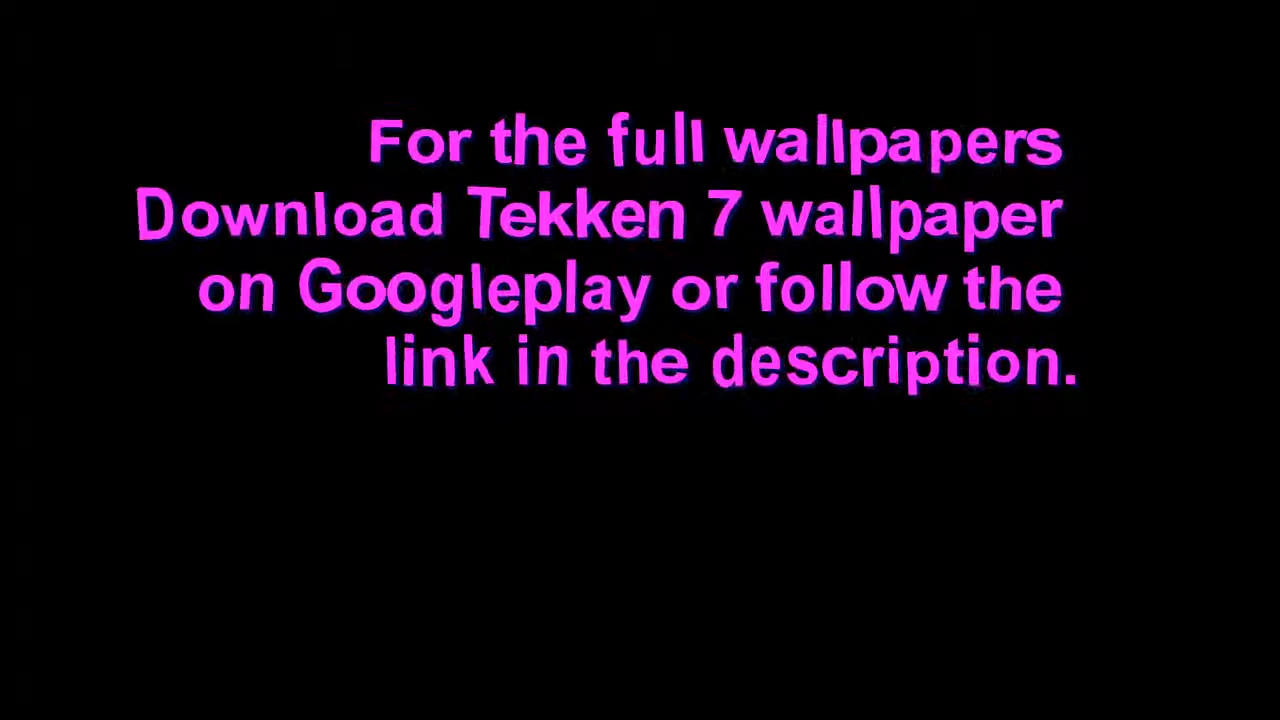 For the full wallpapers
Download Tekken 7 wallpaper
on Googleplay or follow the
link in the description.